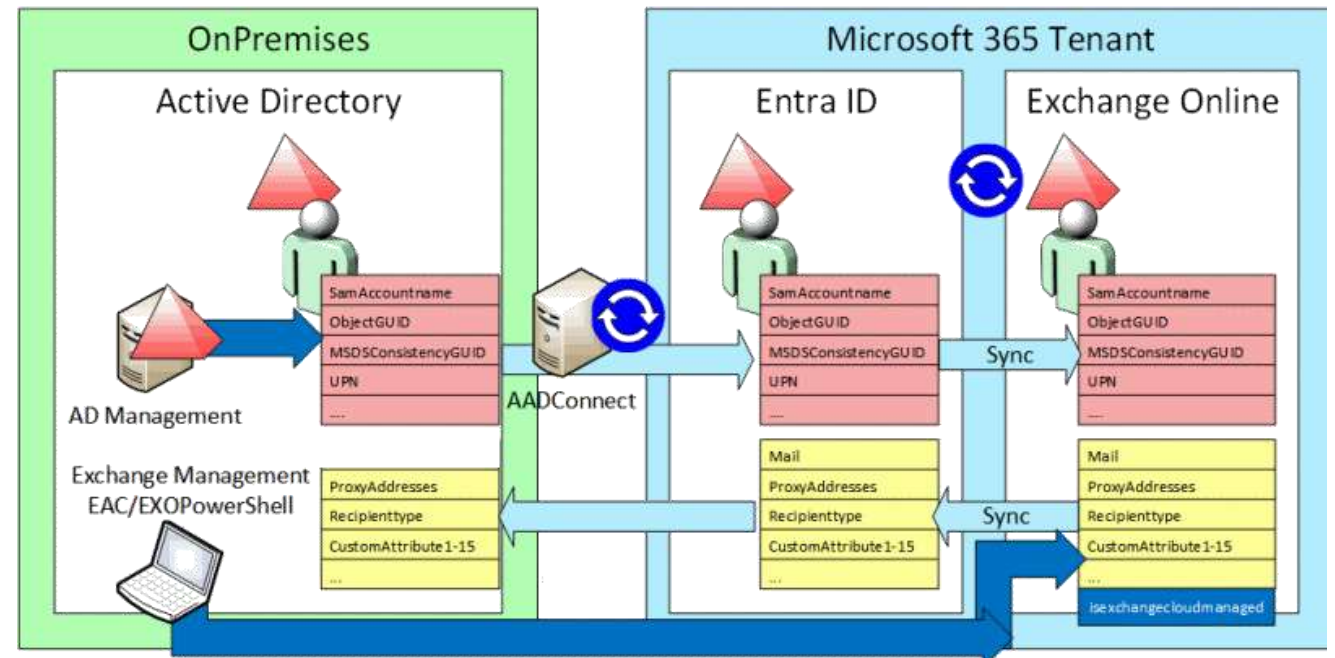 OnPremises
Microsoft 365 Tenant
Active Directory
Entra ID
Exchange Online
SamAccountname
ObjectGUID
MSDSConsistencyGUID
UPN
....
AD Management
AADConnect
SamAccountname
ObjectGUID
MSDSConsistencyGUID
UPN
....
Sync
SamAccountname
ObjectGUID
MSDSConsistencyGUID
UPN
....
Exchange Management
EAC/EXOPowerShell
ProxyAddresses
Recipienttype
CustomAttribute1-15
...
Mail
ProxyAddresses
Recipienttype
CustomAttribute1-15
...
Sync
Mail
ProxyAddresses
Recipienttype
CustomAttribute1-15
...
isexchangecloudmanaged